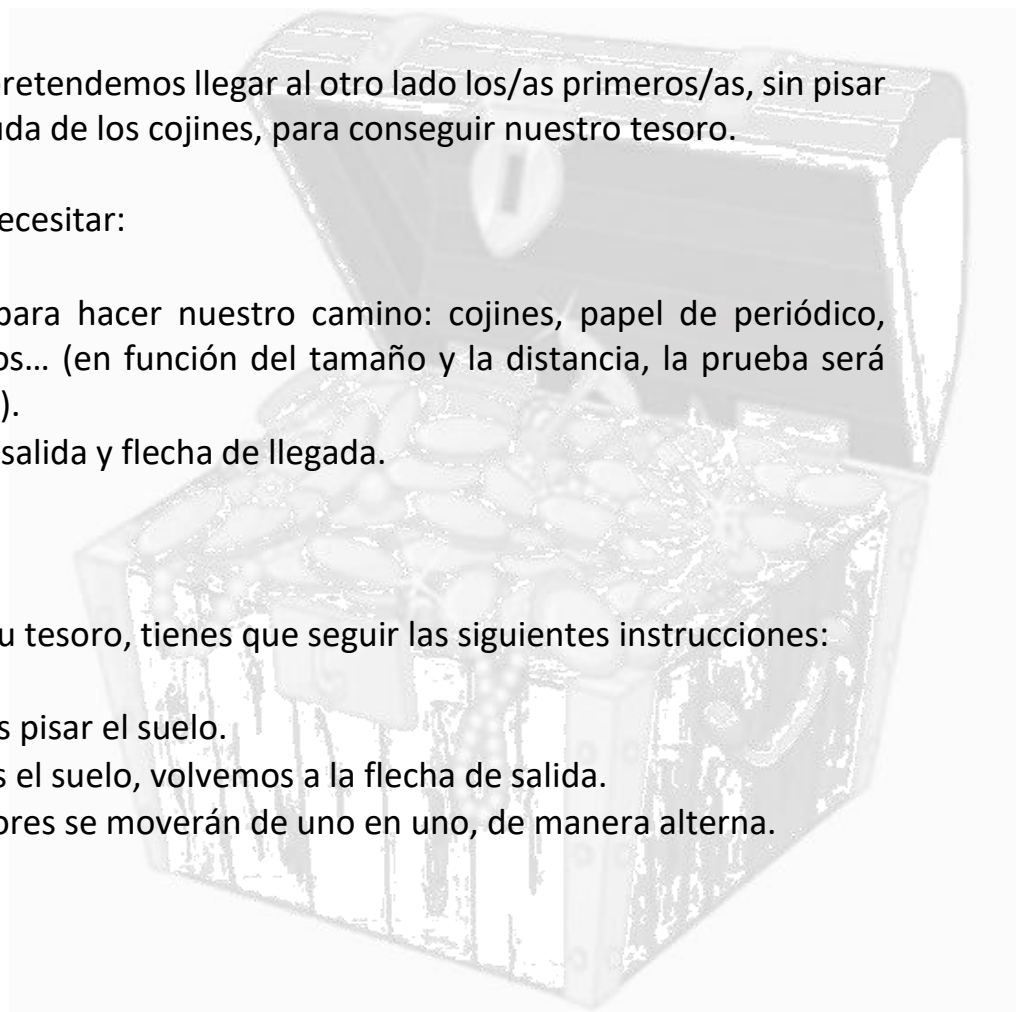 retendemos llegar al otro lado los/as primeros/as, sin pisar
uda de los cojines, para conseguir nuestro tesoro.
ecesitar:
para hacer nuestro camino: cojines, papel de periódico,
os… (en función del tamaño y la distancia, la prueba será
).
salida y flecha de llegada.
u tesoro, tienes que seguir las siguientes instrucciones:
s pisar el suelo.
s el suelo, volvemos a la flecha de salida.
ores se moverán de uno en uno, de manera alterna.